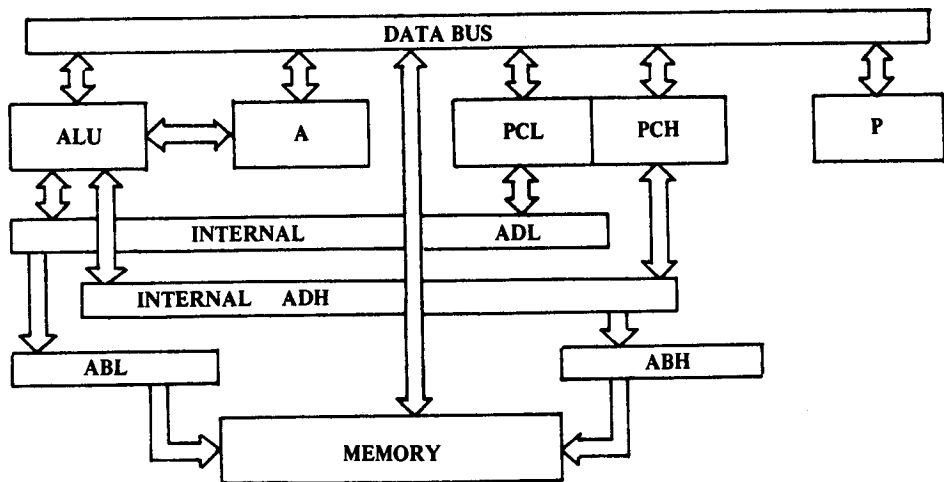 DATA BUS
ALU
A
PCL
PCH
P
INTERNAL ADL
INTERNAL ADH
ABL
ABH
MEMORY